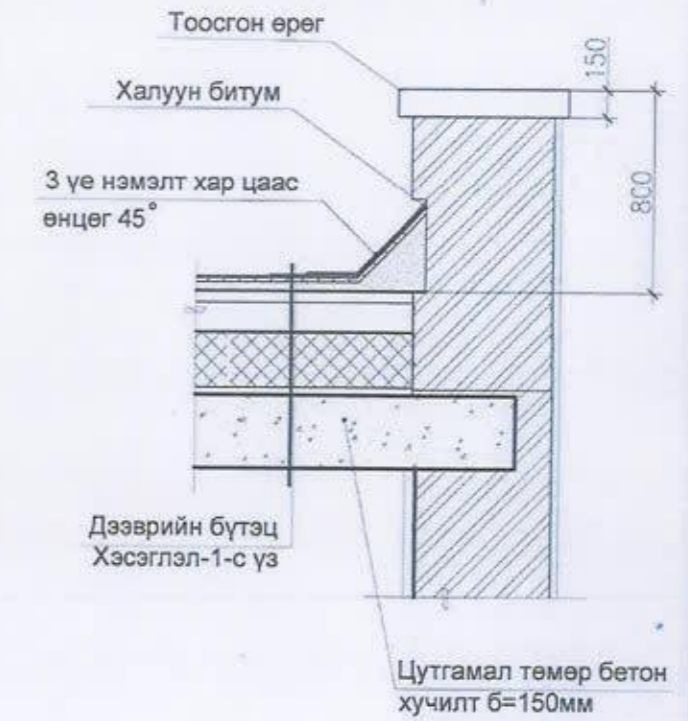 Тоосгон өрөг
Халуун битум
3 үе нэмэлт хар цаас
өнцөг 45°
150
800
Дээврийн бүтэц
Хэсэглэл-1-с үз
Цутгамал төмөр бетон
хучилт б=150мм